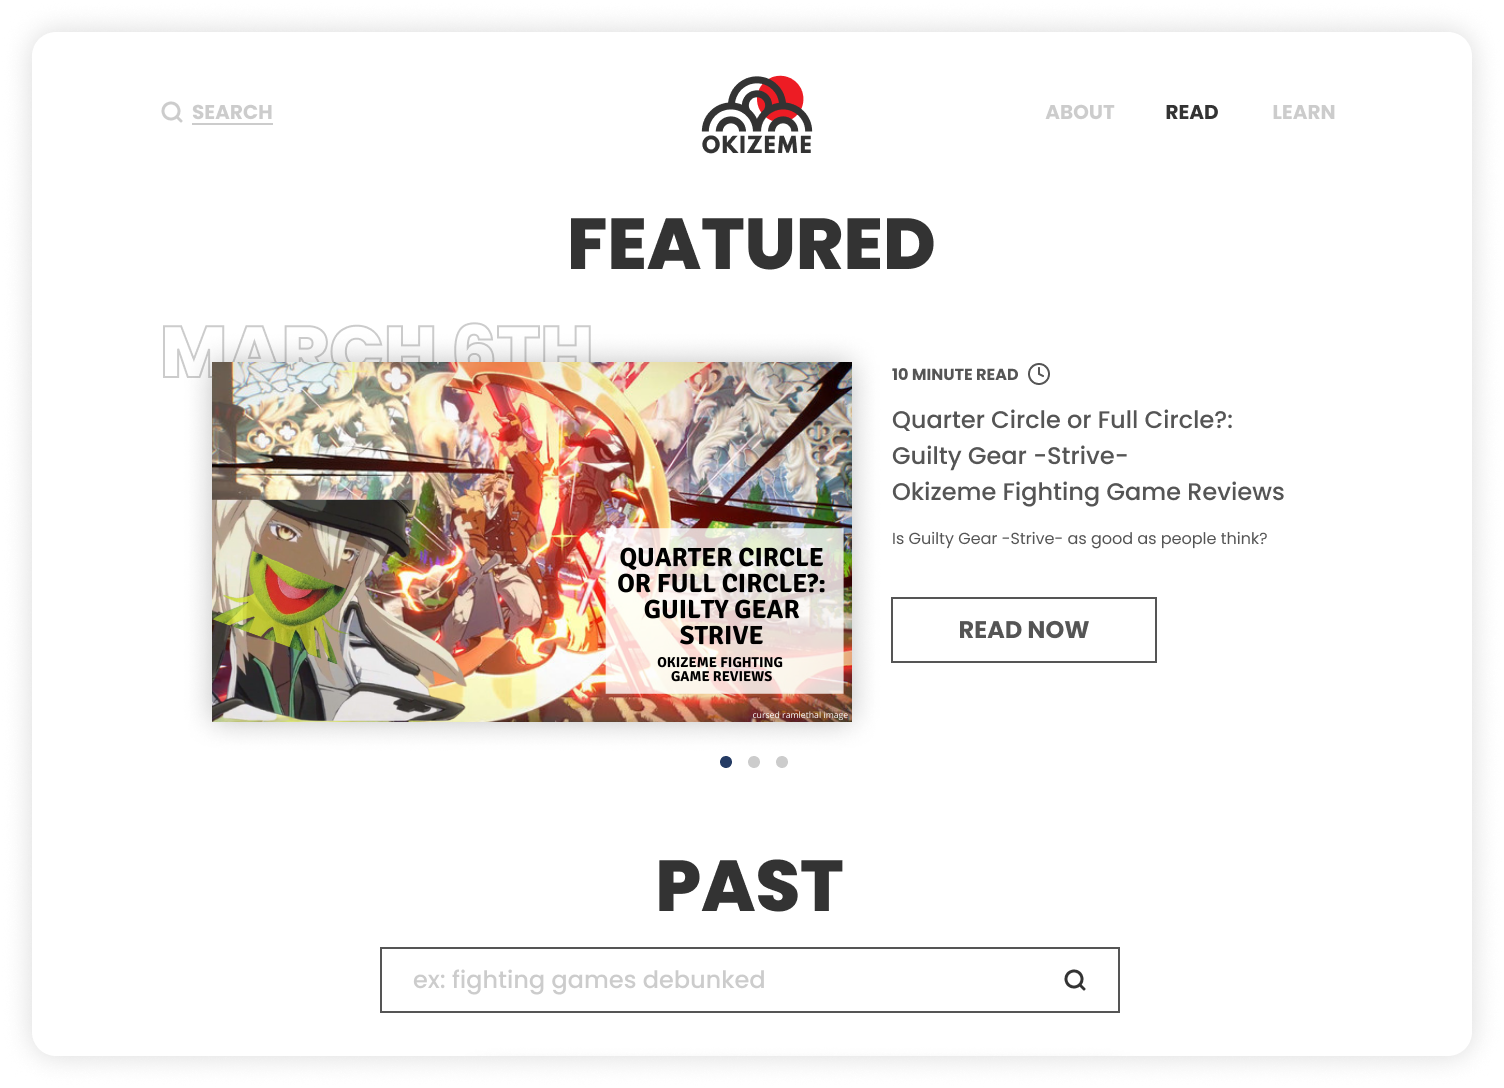 SEARCH
OKIZEME
ABOUT
READ
LEARN
FEATURED
MARCH 6TH
QUARTER CIRCLE
OR FULL CIRCLE?:
GUILTY GEAR
STRIVE
OKIZEME FIGHTING
GAME REVIEWS
cursed ramlethal image
10 MINUTE READ
Quarter Circle or Full Circle?:
Guilty Gear -Strive-
Okizeme Fighting Game Reviews
Is Guilty Gear -Strive- as good as people think?
READ NOW
PAST
ex: fighting games debunked